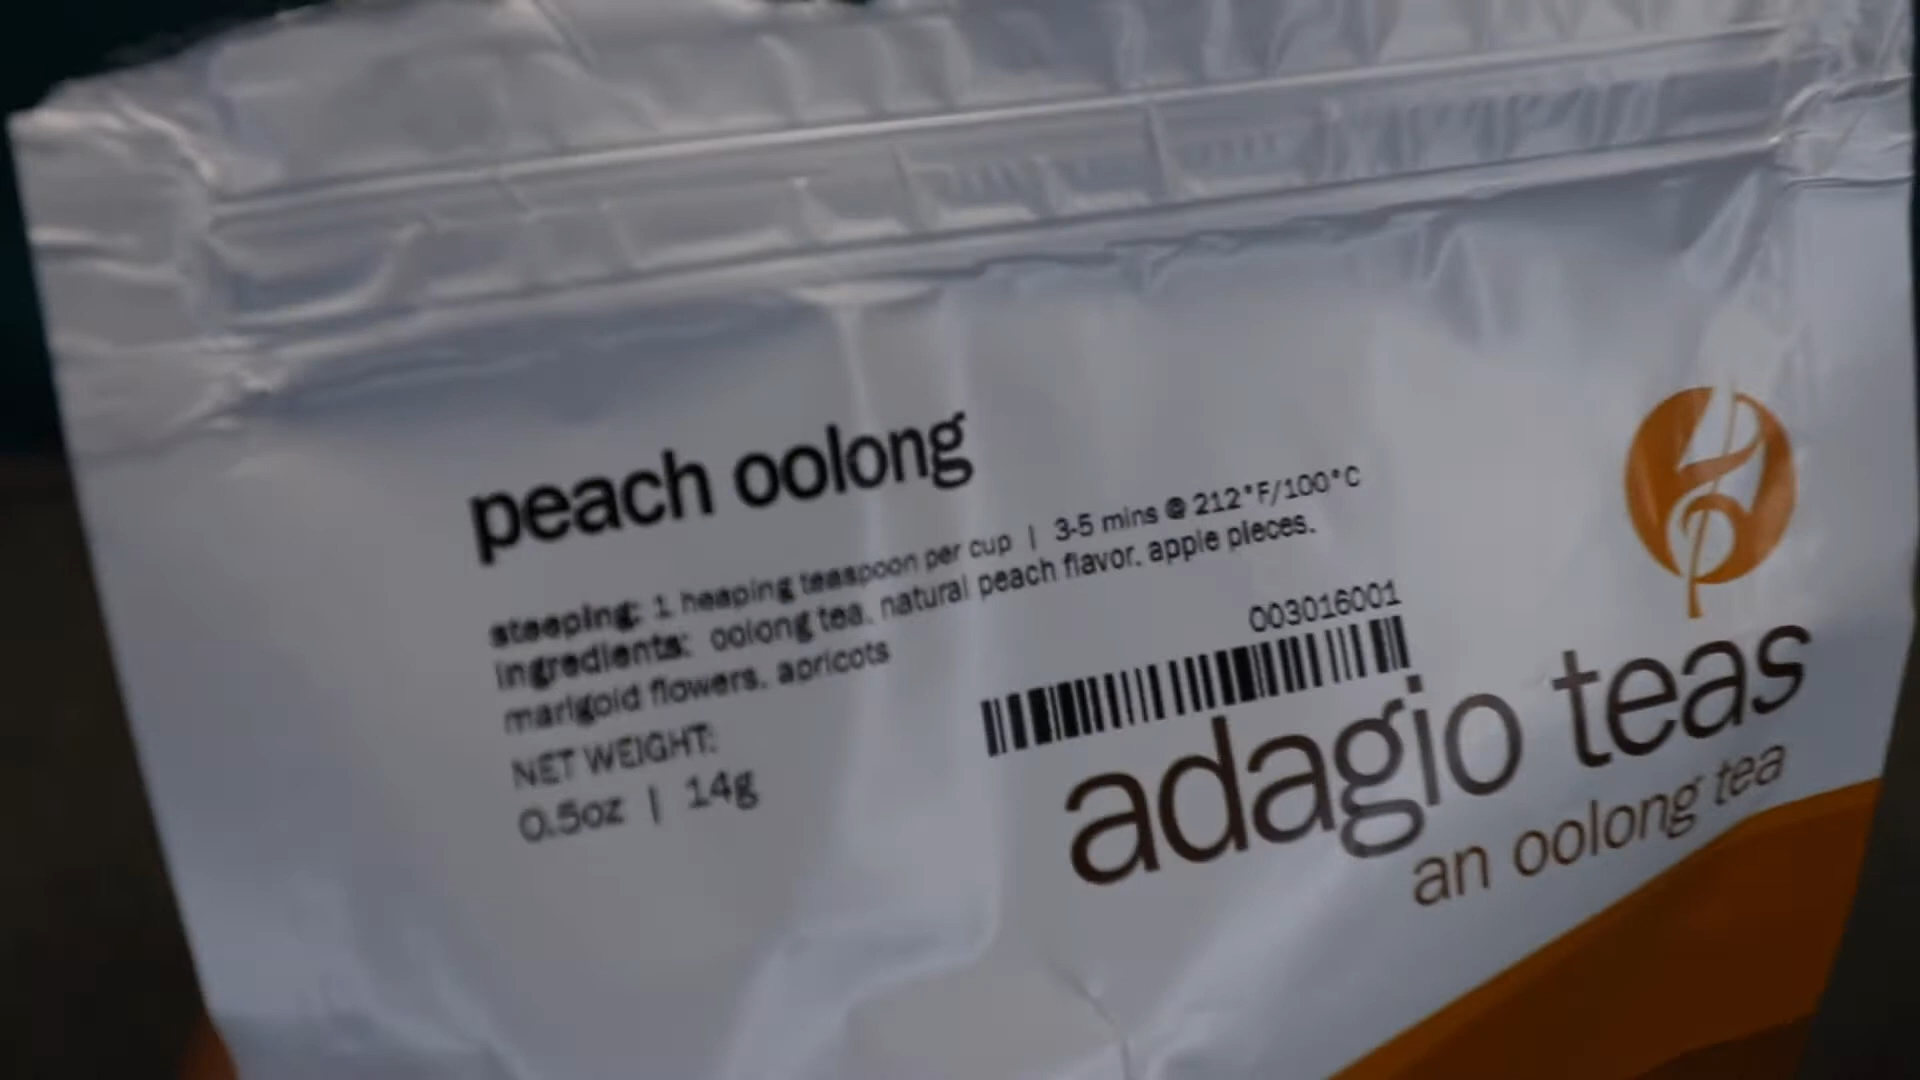 peach oolong
steeping: 1 heaping teaspoon per cup | 3-5 mins @ 212°F/100°C
ingredients: oolong tea, natural peach flavor, apple pieces,
marigold flowers, apricots
NET WEIGHT:
0.5oz | 14g
003016001
adagio teas
an oolong tea